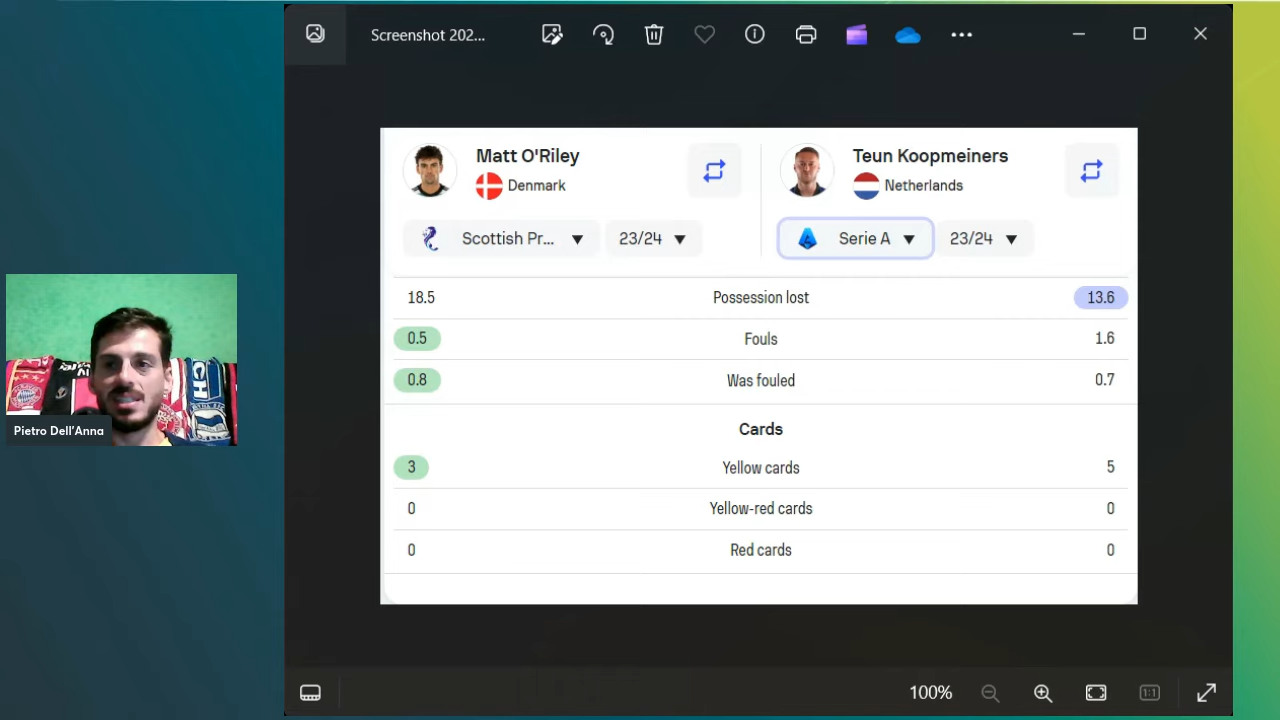 Screenshot 202...
Matt O'Riley
Denmark
Teun Koopmeiners
Netherlands
Scottish Pr... 23/24
Serie A 23/24
18.5 Possession lost 13.6
0.5 Fouls 1.6
0.8 Was fouled 0.7
Cards
3 Yellow cards 5
0 Yellow-red cards 0
0 Red cards 0
Pietro Dell'Anna
100%
1:1